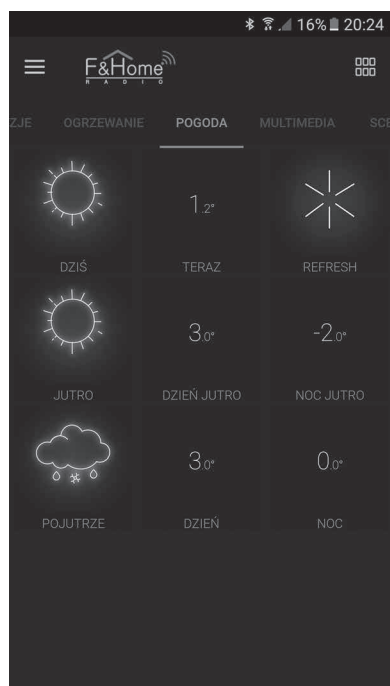 16% 20:24
F&Home
RADIO
ZJE OGRZEWANIE POGODA MULTIMEDIA SCE
1.2°
DZIŚ TERAZ REFRESH
3.0° -2.0°
JUTRO DZIEŃ JUTRO NOC JUTRO
3.0° 0.0°
POJUTRZE DZIEŃ NOC